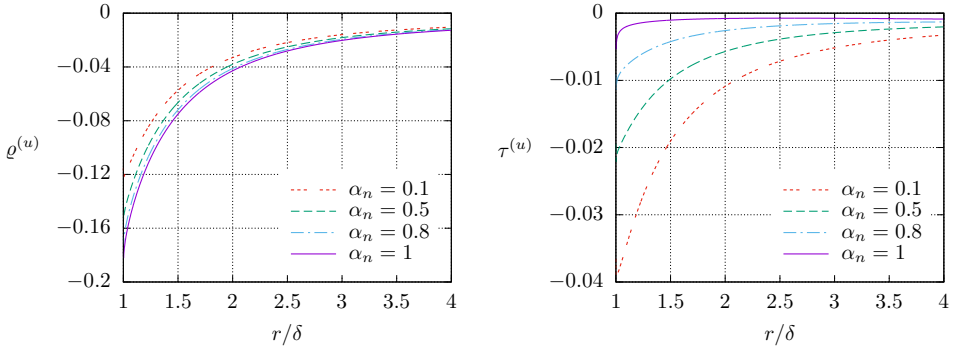 0
−0.04
−0.08
−0.12
−0.16
−0.2
ϱ^(u)
α_n = 0.1
α_n = 0.5
α_n = 0.8
α_n = 1
1 1.5 2 2.5 3 3.5 4
r/δ
0
−0.01
−0.02
−0.03
−0.04
τ^(u)
α_n = 0.1
α_n = 0.5
α_n = 0.8
α_n = 1
1 1.5 2 2.5 3 3.5 4
r/δ